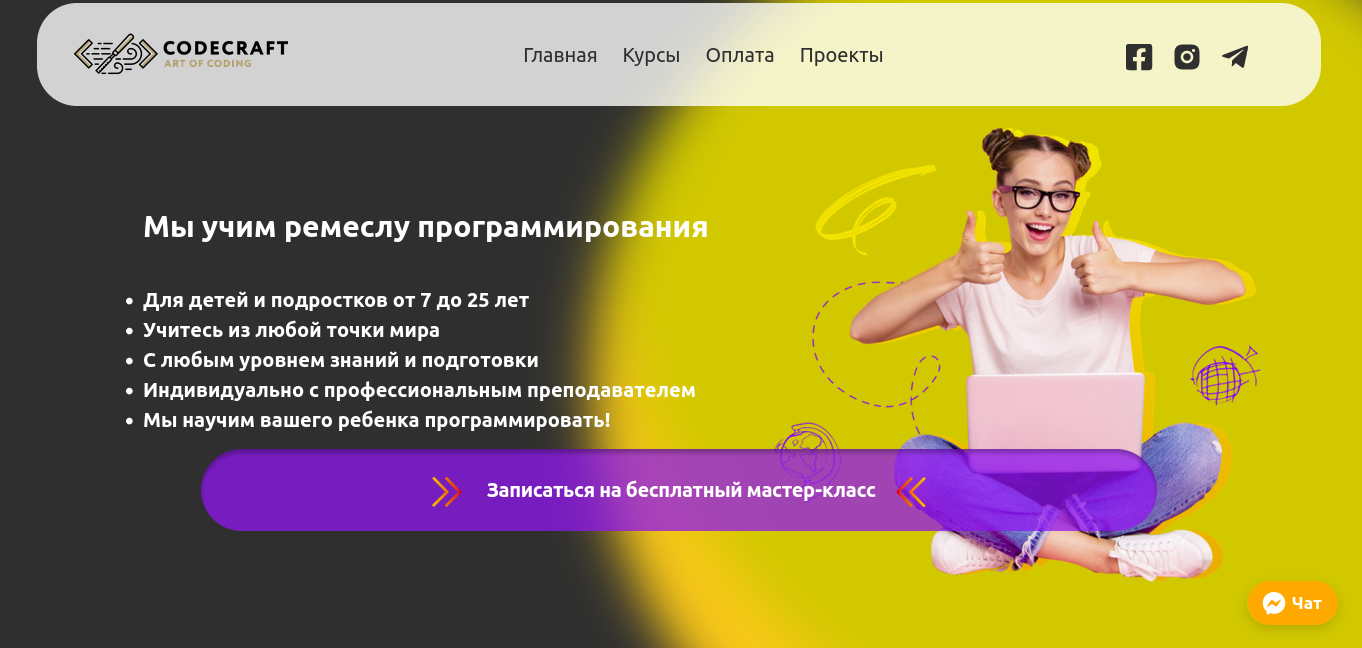 CODECRAFT
ART OF CODING
Главная Курсы Оплата Проекты
Мы учим ремеслу программирования
Для детей и подростков от 7 до 25 лет
Учитесь из любой точки мира
С любым уровнем знаний и подготовки
Индивидуально с профессиональным преподавателем
Мы научим вашего ребенка программировать!
Записаться на бесплатный мастер-класс
Чат